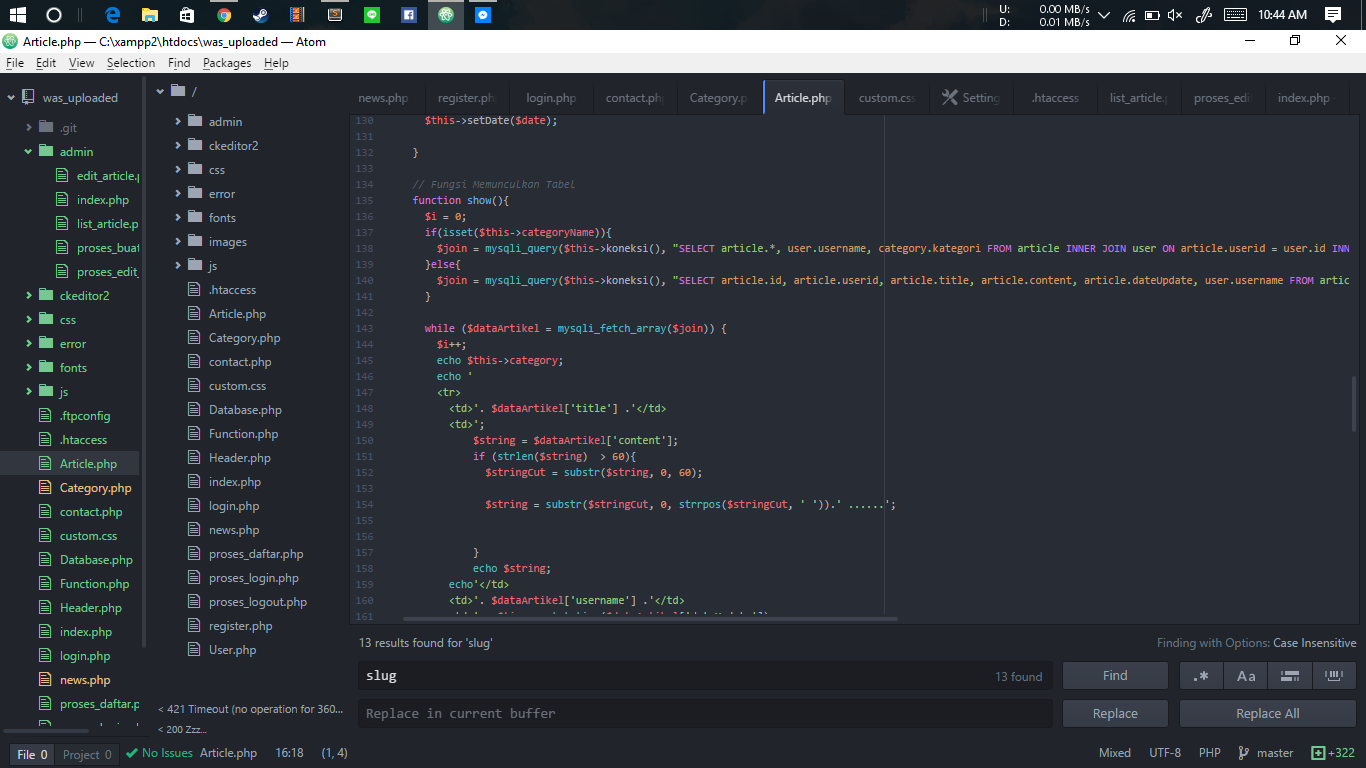 U: 0.00 MB/s
D: 0.01 MB/s
10:44 AM
Article.php — C:\xampp2\htdocs\was_uploaded — Atom
File Edit View Selection Find Packages Help
was_uploaded
.git
admin
edit_article.p
index.php
list_article.p
proses_buat
proses_edit_
ckeditor2
css
error
fonts
js
.ftpconfig
.htaccess
Article.php
Category.php
contact.php
custom.css
Database.php
Function.php
Header.php
index.php
login.php
news.php
proses_daftar.p
/
admin
ckeditor2
css
error
fonts
images
js
.htaccess
Article.php
Category.php
contact.php
custom.css
Database.php
Function.php
Header.php
index.php
login.php
news.php
proses_daftar.php
proses_login.php
proses_logout.php
register.php
User.php
< 421 Timeout (no operation for 360...
< 200 Zzz...
news.php register.ph login.php contact.php Category.p Article.php custom.css Setting .htaccess list_article.p proses_edi index.php
130 $this->setDate($date);
131
132 }
133
134 // Fungsi Memunculkan Tabel
135 function show(){
136 $i = 0;
137 if(isset($this->categoryName)){
138 $join = mysqli_query($this->koneksi(), "SELECT article.*, user.username, category.kategori FROM article INNER JOIN user ON article.userid = user.id INN
139 }else{
140 $join = mysqli_query($this->koneksi(), "SELECT article.id, article.userid, article.title, article.content, article.dateUpdate, user.username FROM artic
141 }
142
143 while ($dataArtikel = mysqli_fetch_array($join)) {
144 $i++;
145 echo $this->category;
146 echo '
147 <tr>
148 <td>'. $dataArtikel['title'] .'</td>
149 <td>';
150 $string = $dataArtikel['content'];
151 if (strlen($string)  > 60){
152 $stringCut = substr($string, 0, 60);
153
154 $string = substr($stringCut, 0, strrpos($stringCut, ' ')).' ......';
155
156
157 }
158 echo $string;
159 echo'</td>
160 <td>'. $dataArtikel['username'] .'</td>
161
13 results found for 'slug'
Finding with Options: Case Insensitive
slug 13 found Find .* Aa
Replace in current buffer Replace Replace All
File 0 Project 0 No Issues Article.php 16:18 (1, 4) Mixed UTF-8 PHP master +322